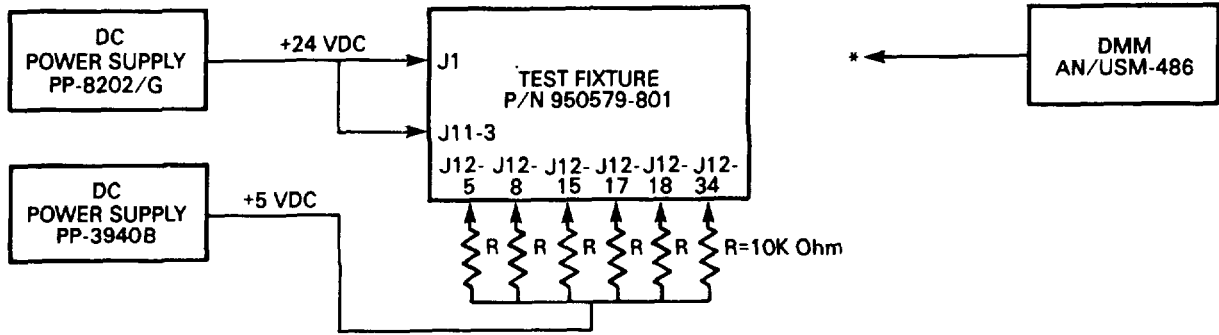 DC
POWER SUPPLY
PP-8202/G
+24 VDC
J1
TEST FIXTURE
P/N 950579-801
J11-3
*
DMM
AN/USM-486
J12-5
J12-8
J12-15
J12-17
J12-18
J12-34
DC
POWER SUPPLY
PP-3940B
+5 VDC
R
R
R
R
R
R=10K Ohm